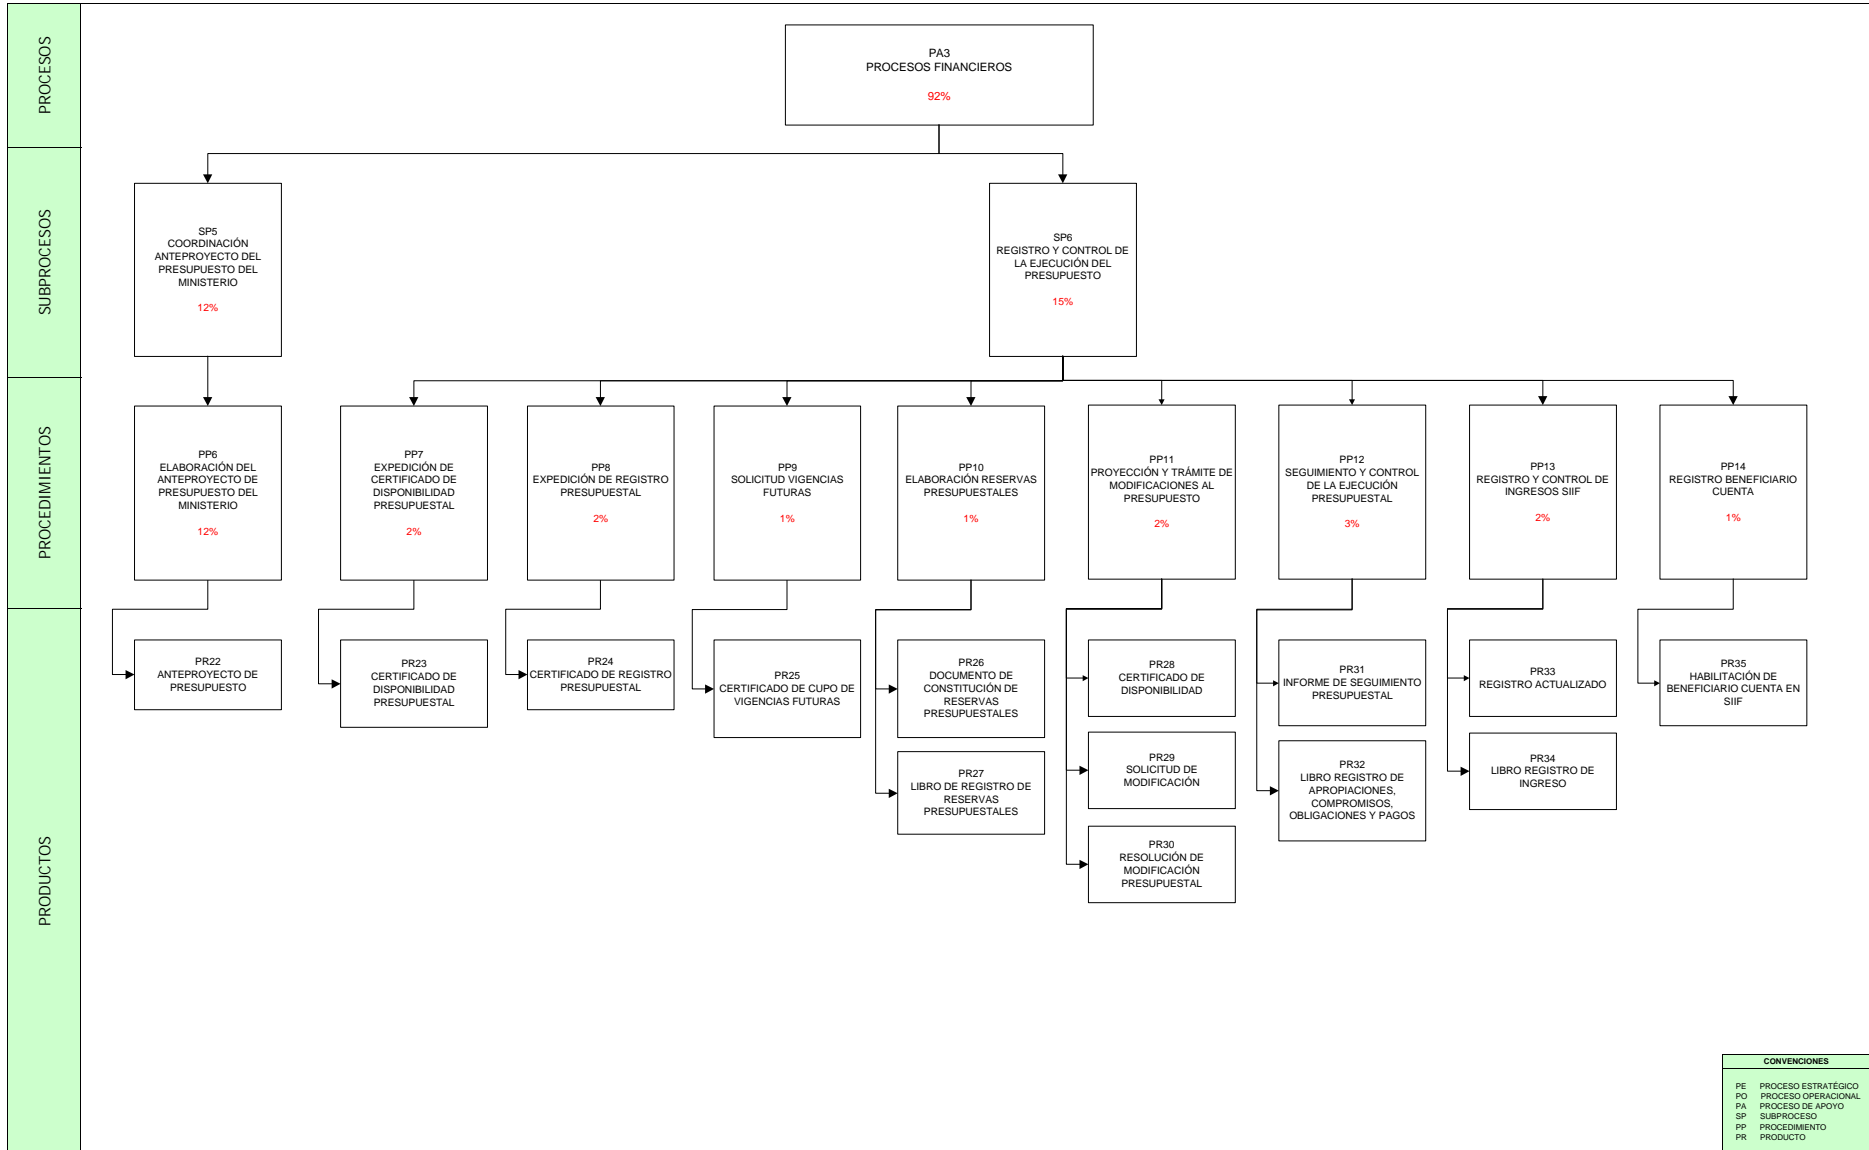 PROCESOS
PA3
PROCESOS FINANCIEROS
92%
SUBPROCESOS
SP5
COORDINACIÓN
ANTEPROYECTO DEL
PRESUPUESTO DEL
MINISTERIO
12%
SP6
REGISTRO Y CONTROL DE
LA EJECUCIÓN DEL
PRESUPUESTO
15%
PROCEDIMIENTOS
PP6
ELABORACIÓN DEL
ANTEPROYECTO DE
PRESUPUESTO DEL
MINISTERIO
12%
PP7
EXPEDICIÓN DE
CERTIFICADO DE
DISPONIBILIDAD
PRESUPUESTAL
2%
PP8
EXPEDICIÓN DE REGISTRO
PRESUPUESTAL
2%
PP9
SOLICITUD VIGENCIAS
FUTURAS
1%
PP10
ELABORACIÓN RESERVAS
PRESUPUESTALES
1%
PP11
PROYECCIÓN Y TRÁMITE DE
MODIFICACIONES AL
PRESUPUESTO
2%
PP12
SEGUIMIENTO Y CONTROL
DE LA EJECUCIÓN
PRESUPUESTAL
3%
PP13
REGISTRO Y CONTROL DE
INGRESOS SIIF
2%
PP14
REGISTRO BENEFICIARIO
CUENTA
1%
PRODUCTOS
PR22
ANTEPROYECTO DE
PRESUPUESTO
PR23
CERTIFICADO DE
DISPONIBILIDAD
PRESUPUESTAL
PR24
CERTIFICADO DE REGISTRO
PRESUPUESTAL
PR25
CERTIFICADO DE CUPO DE
VIGENCIAS FUTURAS
PR26
DOCUMENTO DE
CONSTITUCIÓN DE
RESERVAS
PRESUPUESTALES
PR27
LIBRO DE REGISTRO DE
RESERVAS
PRESUPUESTALES
PR28
CERTIFICADO DE
DISPONIBILIDAD
PR29
SOLICITUD DE
MODIFICACIÓN
PR30
RESOLUCIÓN DE
MODIFICACIÓN
PRESUPUESTAL
PR31
INFORME DE SEGUIMIENTO
PRESUPUESTAL
PR32
LIBRO REGISTRO DE
APROPIACIONES,
COMPROMISOS,
OBLIGACIONES Y PAGOS
PR33
REGISTRO ACTUALIZADO
PR34
LIBRO REGISTRO DE
INGRESO
PR35
HABILITACIÓN DE
BENEFICIARIO CUENTA EN
SIIF
CONVENCIONES
PE PROCESO ESTRATÉGICO
PO PROCESO OPERACIONAL
PA PROCESO DE APOYO
SP SUBPROCESO
PP PROCEDIMIENTO
PR PRODUCTO